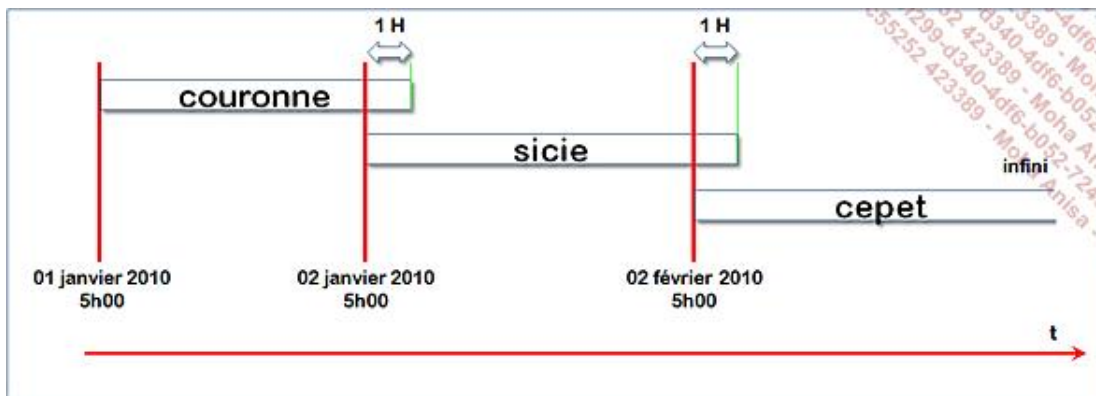 1 H
1 H
couronne
sicie
infini
cepet
01 janvier 2010
5h00
02 janvier 2010
5h00
02 février 2010
5h00
t